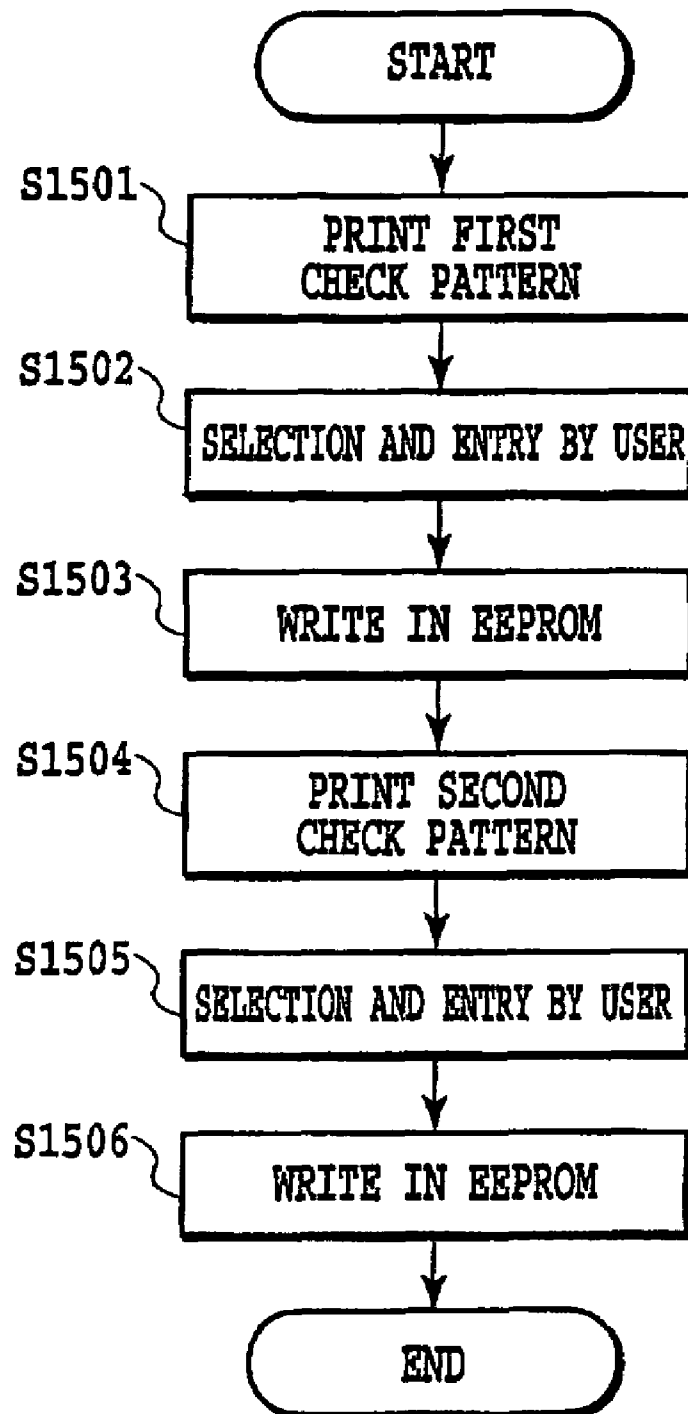 START
S1501
PRINT FIRST
CHECK PATTERN
S1502
SELECTION AND ENTRY BY USER
S1503
WRITE IN EEPROM
S1504
PRINT SECOND
CHECK PATTERN
S1505
SELECTION AND ENTRY BY USER
S1506
WRITE IN EEPROM
END